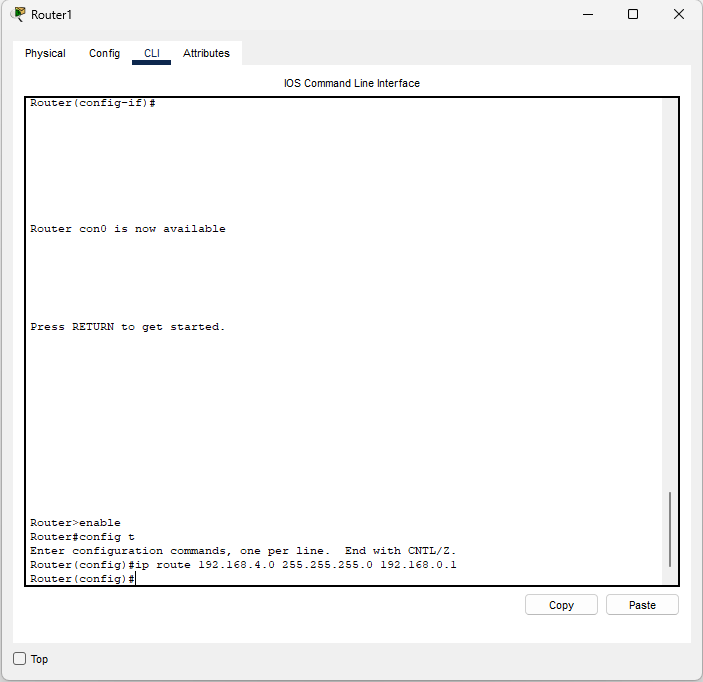 Router1
Physical Config CLI Attributes
IOS Command Line Interface
Router(config-if)#
Router con0 is now available
Press RETURN to get started.
Router>enable
Router#config t
Enter configuration commands, one per line.  End with CNTL/Z.
Router(config)#ip route 192.168.4.0 255.255.255.0 192.168.0.1
Router(config)#
Copy Paste
Top